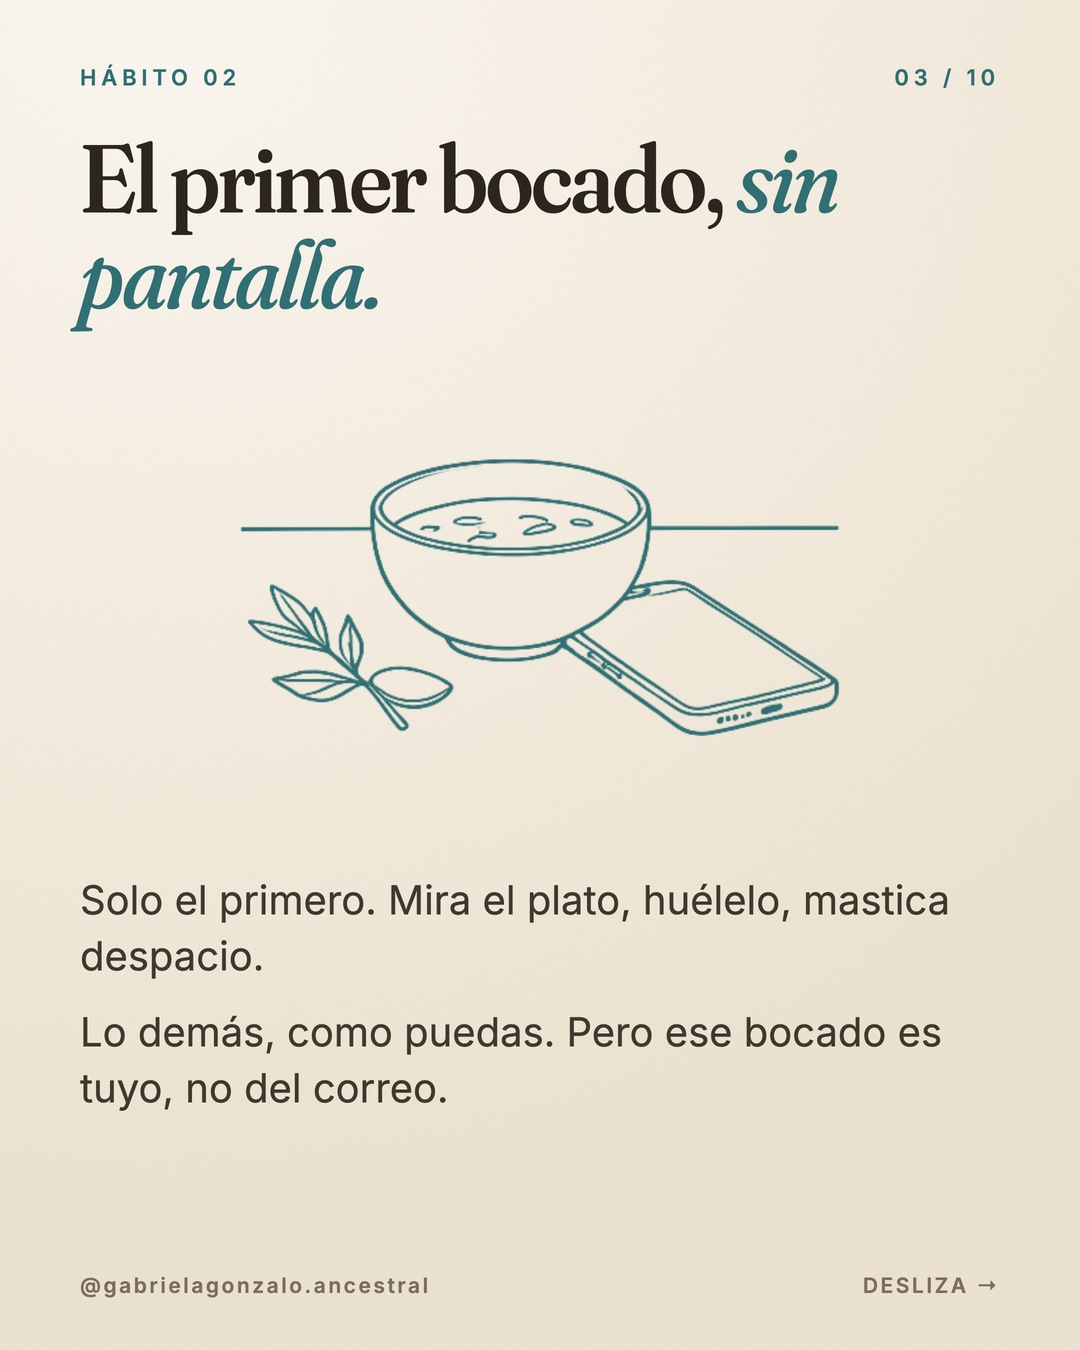 HÁBITO 02
03 / 10
El primer bocado, sin
pantalla.
Solo el primero. Mira el plato, huélelo, mastica
despacio.
Lo demás, como puedas. Pero ese bocado es
tuyo, no del correo.
@gabrielagonzalo.ancestral
DESLIZA →